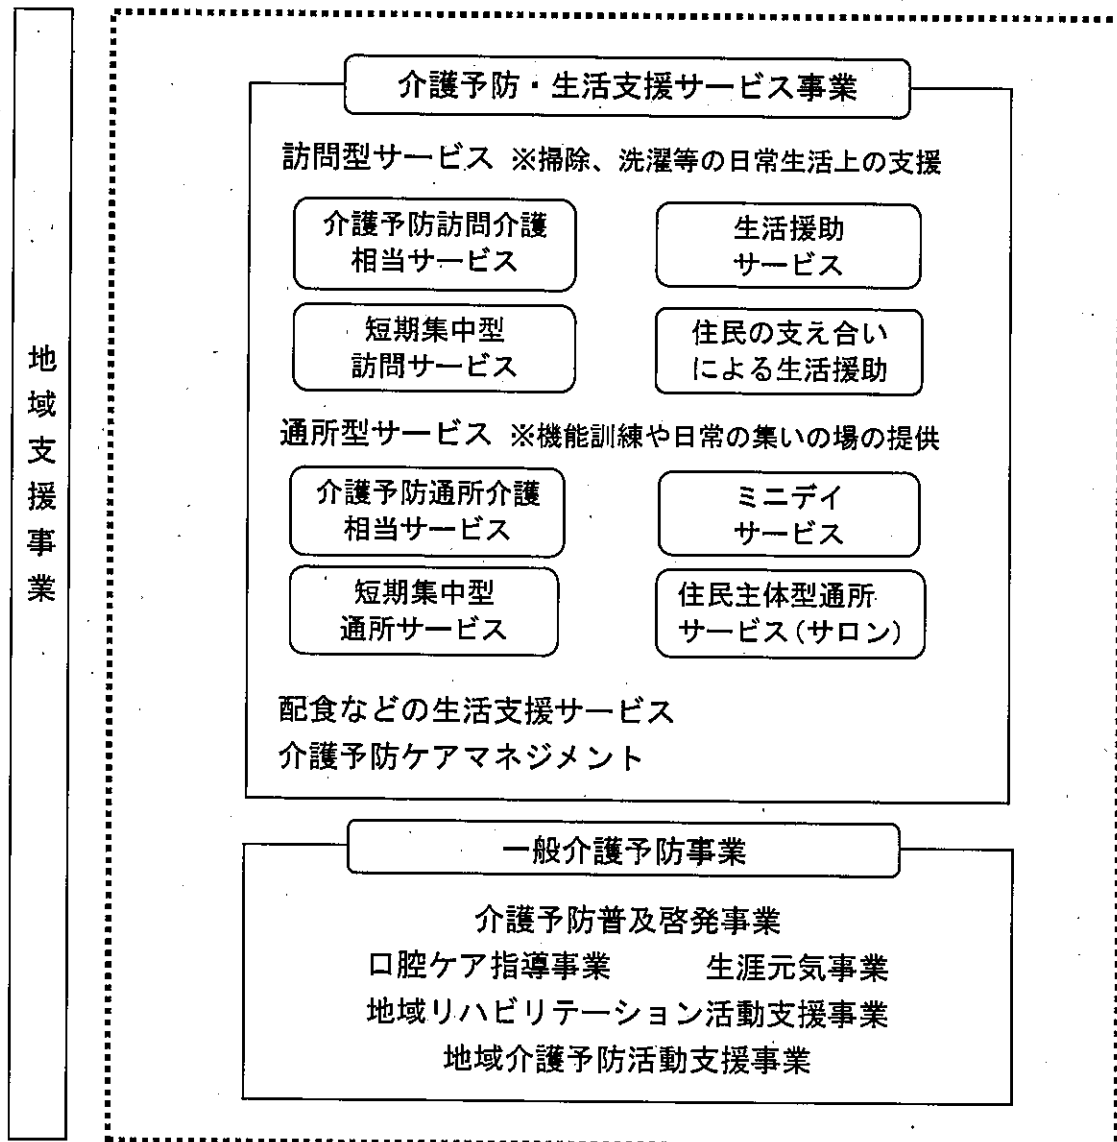 地域支援事業
介護予防・生活支援サービス事業
訪問型サービス ※掃除、洗濯等の日常生活上の支援
介護予防訪問介護
相当サービス
生活援助
サービス
短期集中型
訪問サービス
住民の支え合い
による生活援助
通所型サービス ※機能訓練や日常の集いの場の提供
介護予防通所介護
相当サービス
ミニデイ
サービス
短期集中型
通所サービス
住民主体型通所
サービス(サロン)
配食などの生活支援サービス
介護予防ケアマネジメント
一般介護予防事業
介護予防普及啓発事業
口腔ケア指導事業 生涯元気事業
地域リハビリテーション活動支援事業
地域介護予防活動支援事業